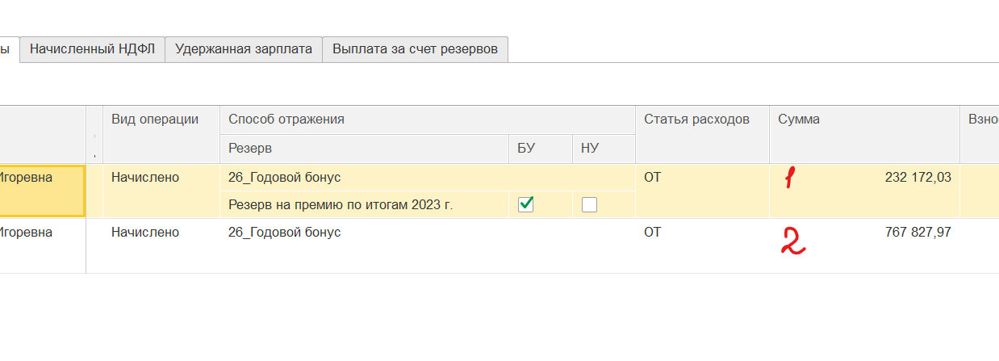 ы Начисленный НДФЛ Удержанная зарплата Выплата за счет резервов
Вид операции Способ отражения Статья расходов Сумма Взно
Резерв БУ НУ
Игоревна Начислено 26_Годовой бонус ОТ 1 232 172,03
Резерв на премию по итогам 2023 г.
Игоревна Начислено 26_Годовой бонус ОТ 2 767 827,97